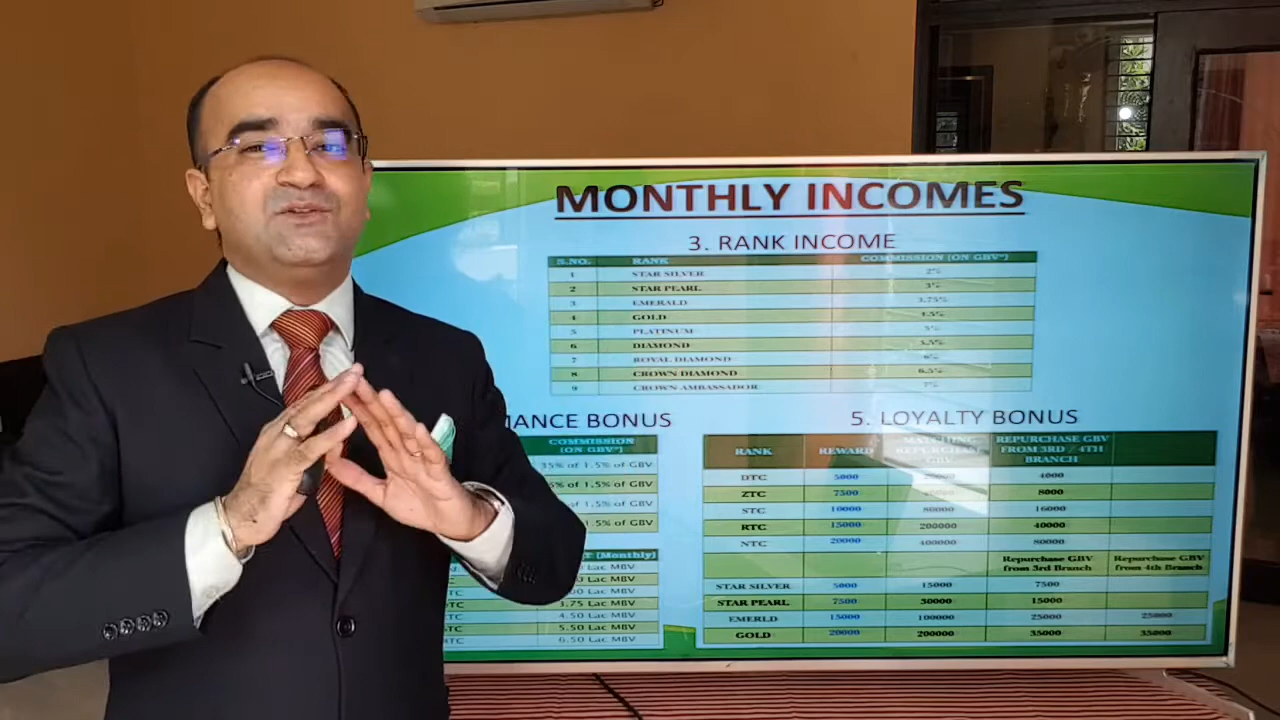 MONTHLY INCOMES
3. RANK INCOME
S.NO. RANK COMMISSION (ON GBV*)
1 STAR SILVER 2%
2 STAR PEARL 3%
3 EMERALD 3.75%
4 GOLD 4.5%
5 PLATINUM 5%
6 DIAMOND 5.5%
7 ROYAL DIAMOND 6%
8 CROWN DIAMOND 6.5%
9 CROWN AMBASSADOR 7%
MANCE BONUS
COMMISSION
(ON GBV*)
35% of 1.5% of GBV
5% of 1.5% of GBV
of 1.5% of GBV
1.5% of GBV
T (Monthly)
Lac MBV
00 Lac MBV
TC 3.75 Lac MBV
TC 4.50 Lac MBV
TC 5.50 Lac MBV
TC 6.50 Lac MBV
5. LOYALTY BONUS
RANK REWARD MATCHING REPURCHASE GBV REPURCHASE GBV FROM 3RD / 4TH BRANCH
DTC 5000 4000
ZTC 7500 8000
STC 10000 80000 16000
RTC 15000 200000 40000
NTC 20000 400000 80000
Repurchase GBV from 3rd Branch Repurchase GBV from 4th Branch
STAR SILVER 5000 15000 7500
STAR PEARL 7500 30000 15000
EMERLD 15000 100000 25000 25000
GOLD 20000 200000 35000 35000